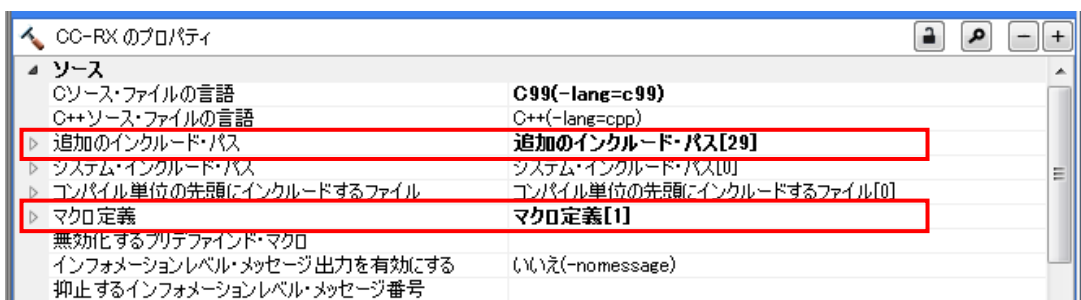 CC-RX のプロパティ
ソース
Cソース・ファイルの言語 C99(-lang=c99)
C++ソース・ファイルの言語 C++(-lang=cpp)
追加のインクルード・パス 追加のインクルード・パス[29]
システム・インクルード・パス システム・インクルード・パス[0]
コンパイル単位の先頭にインクルードするファイル コンパイル単位の先頭にインクルードするファイル[0]
マクロ定義 マクロ定義[1]
無効化するプリデファインド・マクロ
インフォメーションレベル・メッセージ出力を有効にする いいえ(-nomessage)
抑止するインフォメーションレベル・メッセージ番号